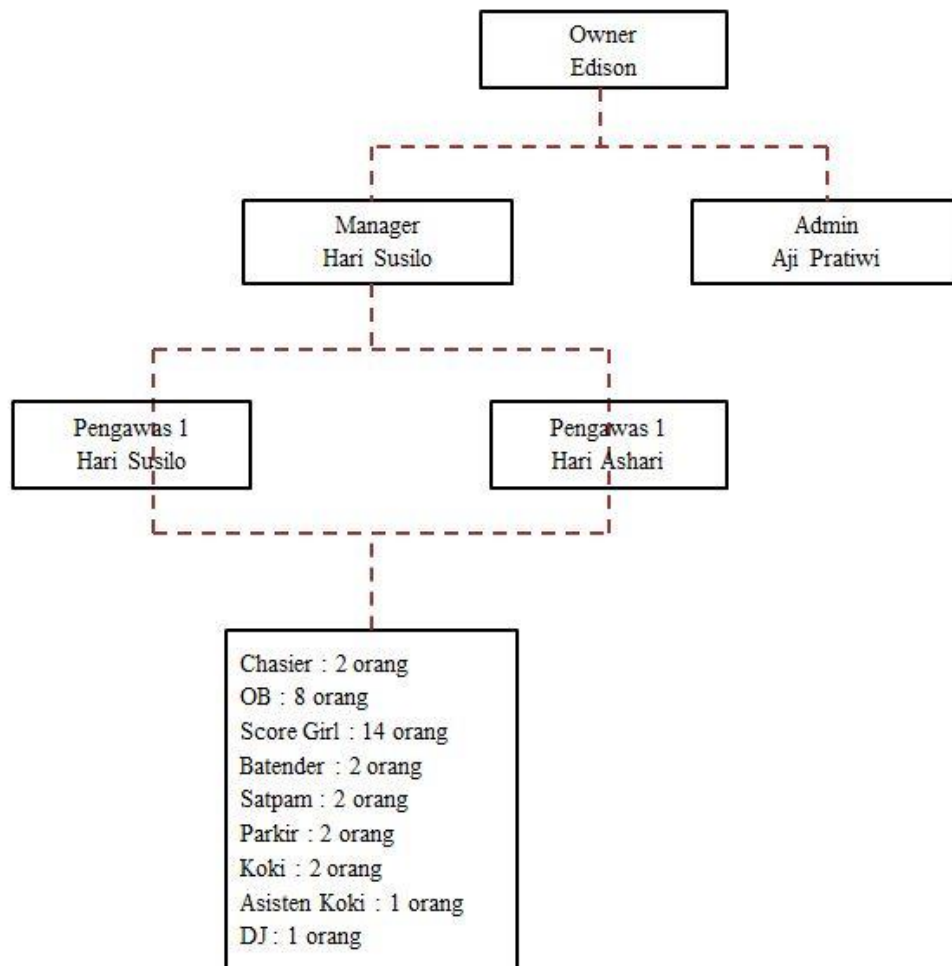 Owner
Edison
Manager
Hari Susilo
Admin
Aji Pratiwi
Pengawas 1
Hari Susilo
Pengawas 1
Hari Ashari
Chasier : 2 orang
OB : 8 orang
Score Girl : 14 orang
Batender : 2 orang
Satpam : 2 orang
Parkir : 2 orang
Koki : 2 orang
Asisten Koki : 1 orang
DJ : 1 orang